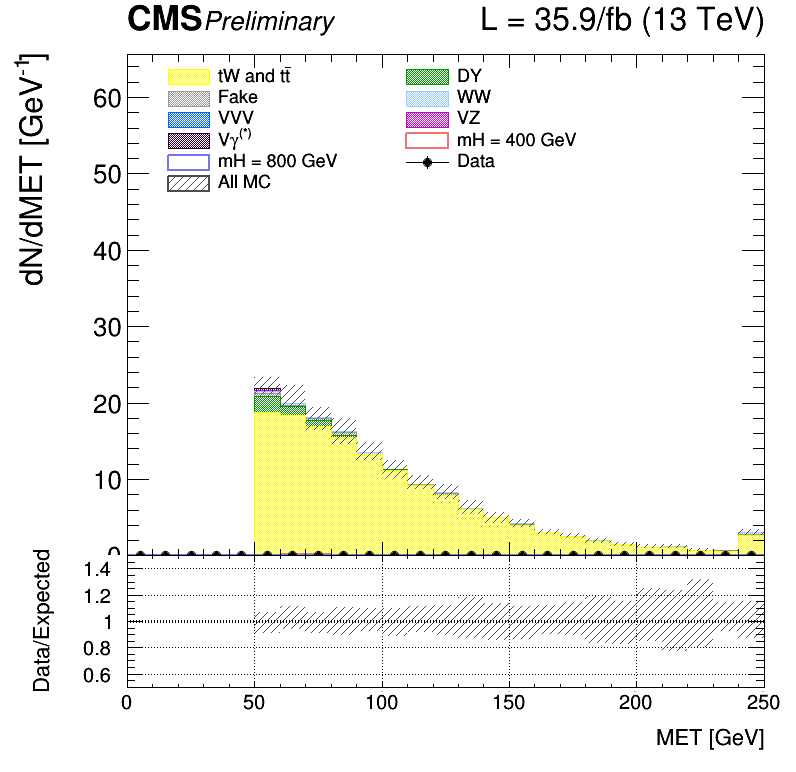 CMS Preliminary L = 35.9/fb (13 TeV)
dN/dMET [GeV⁻¹]
60
50
40
30
20
10
0
tW and tt̄
Fake
VVV
Vγ(*)
mH = 800 GeV
All MC
DY
WW
VZ
mH = 400 GeV
Data
Data/Expected
1.4
1.2
1
0.8
0.6
0 50 100 150 200 250
MET [GeV]